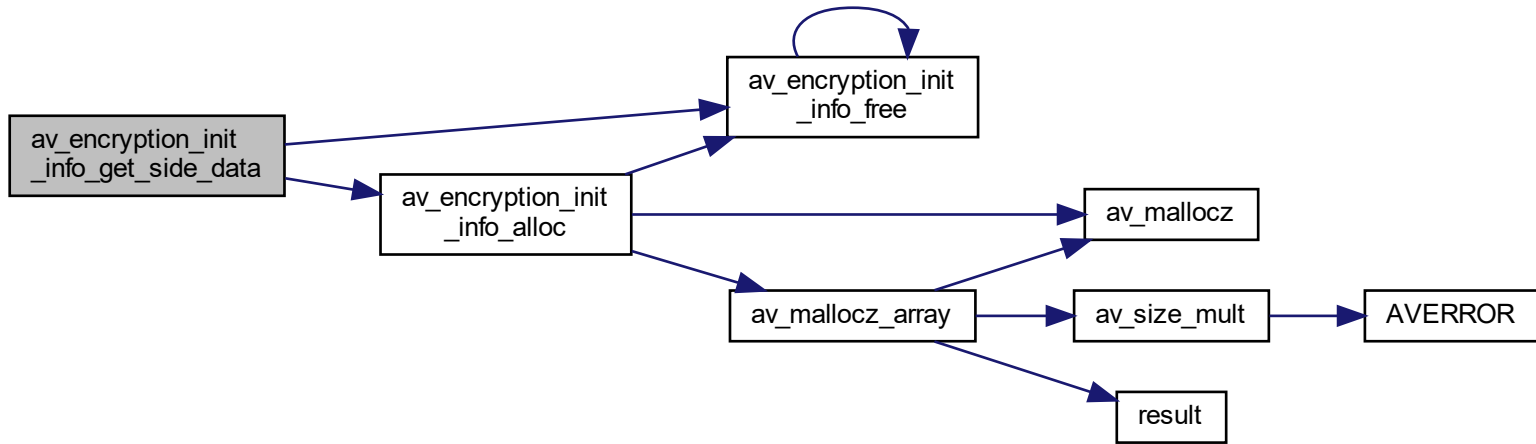 av_encryption_init
_info_get_side_data
av_encryption_init
_info_alloc
av_encryption_init
_info_free
av_mallocz
av_mallocz_array
av_size_mult
AVERROR
result